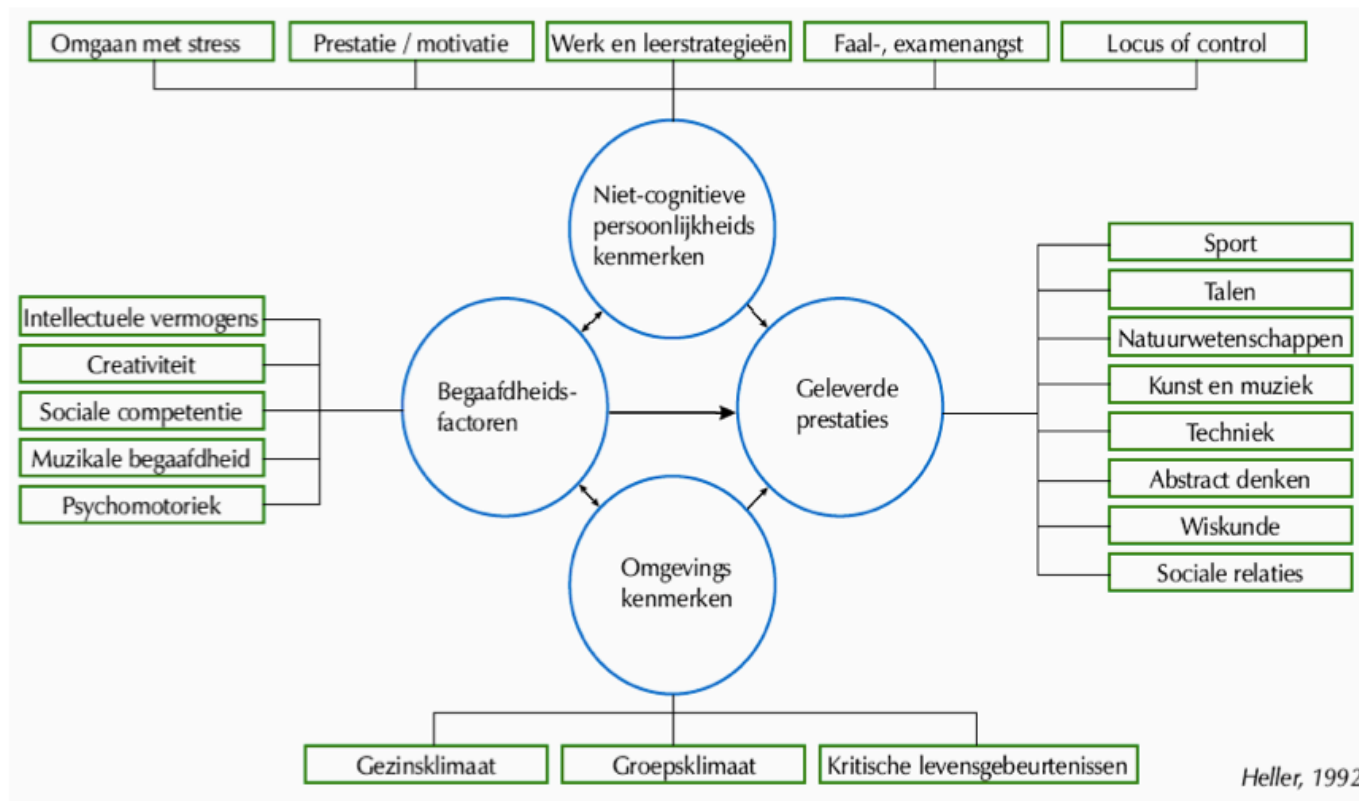 Omgaan met stress
Prestatie / motivatie
Werk en leerstrategieën
Faal-, examenangst
Locus of control
Niet-cognitieve
persoonlijkheids
kenmerken
Intellectuele vermogens
Creativiteit
Sociale competentie
Muzikale begaafdheid
Psychomotoriek
Begaafdheids-
factoren
Geleverde
prestaties
Sport
Talen
Natuurwetenschappen
Kunst en muziek
Techniek
Abstract denken
Wiskunde
Sociale relaties
Omgevings
kenmerken
Gezinsklimaat
Groepsklimaat
Kritische levensgebeurtenissen
Heller, 1992